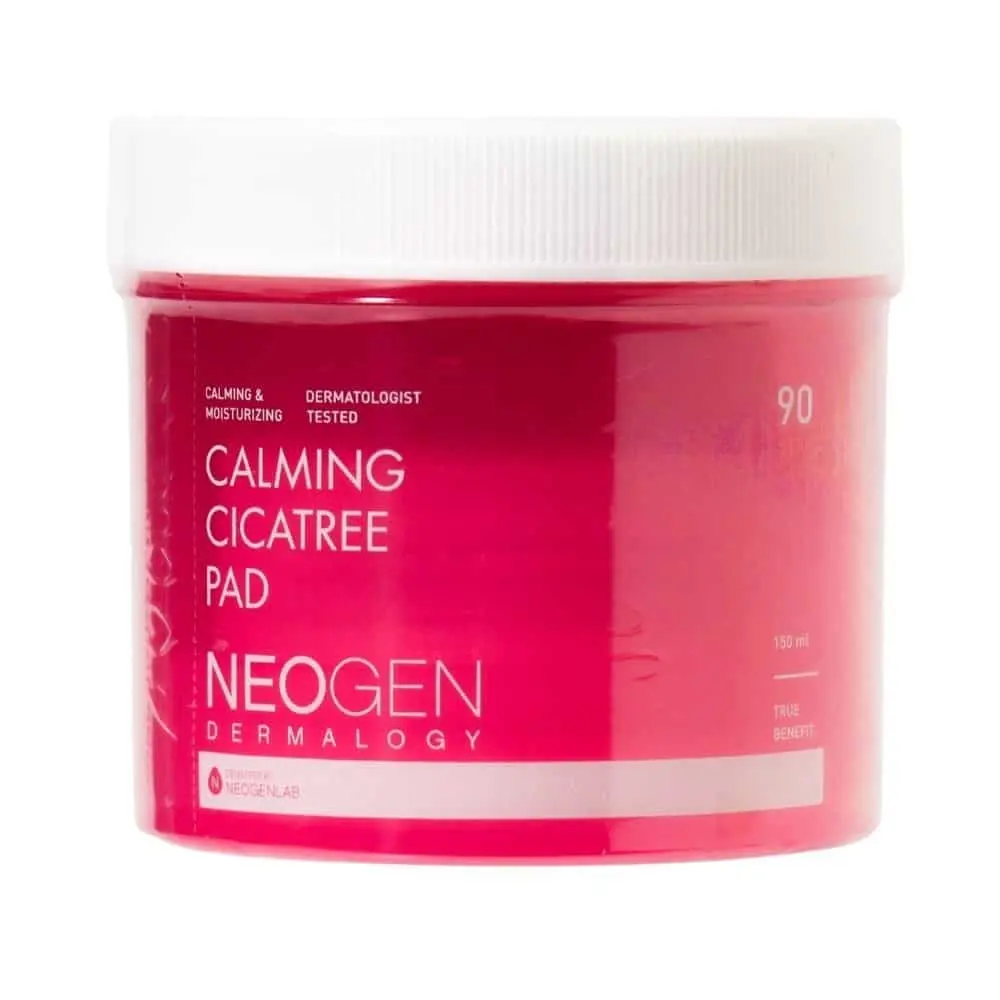 CALMING &
MOISTURIZING
DERMATOLOGIST
TESTED
90
CALMING
CICATREE
PAD
150 ml
TRUE
BENEFIT
NEOGEN
DERMALOGY
N
NEOGENLAB